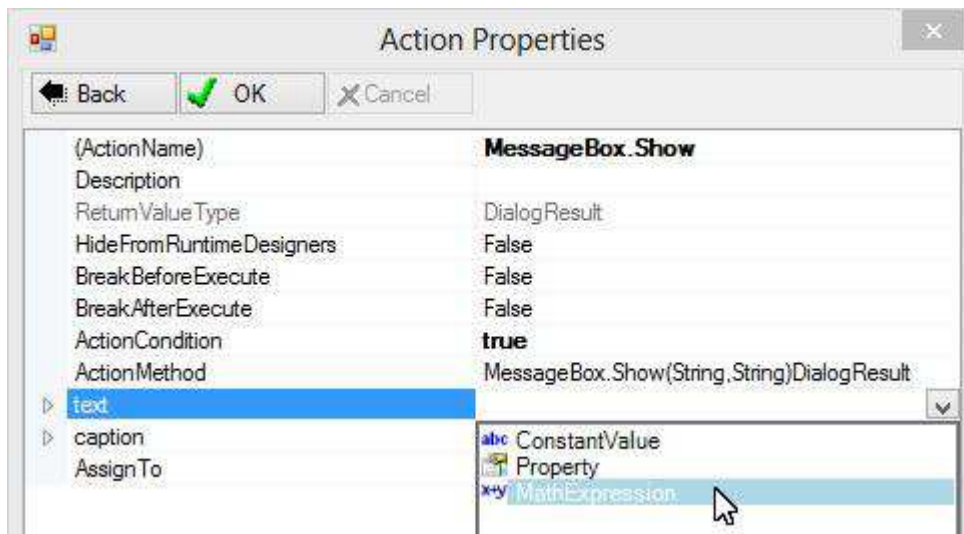 Action Properties
Back OK Cancel
(ActionName) MessageBox.Show
Description
ReturnValueType DialogResult
HideFromRuntimeDesigners False
BreakBeforeExecute False
BreakAfterExecute False
ActionCondition true
ActionMethod MessageBox.Show(String,String)DialogResult
text
caption
abc ConstantValue
AssignTo
Property
x+y MathExpression